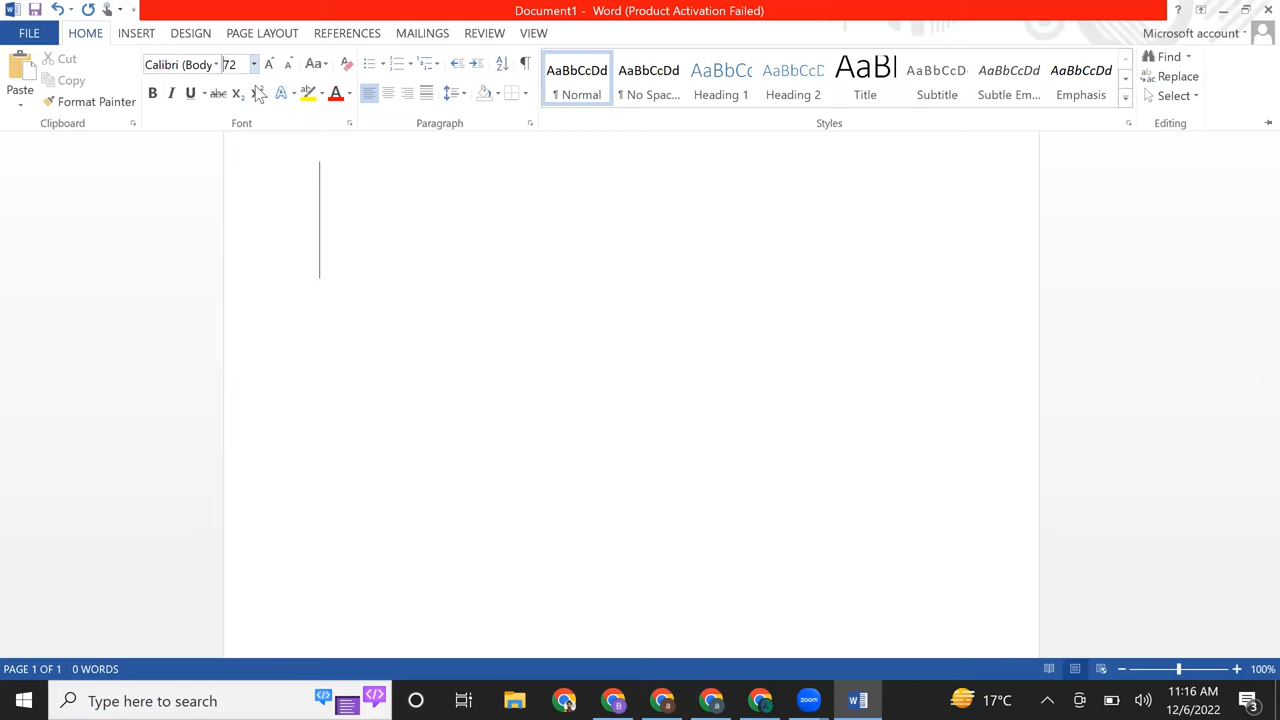 Document1 - Word (Product Activation Failed)
FILE HOME INSERT DESIGN PAGE LAYOUT REFERENCES MAILINGS REVIEW VIEW Microsoft account
Paste
Cut
Copy
Format Painter
Clipboard
Calibri (Body 72
Font
Paragraph
AaBbCcDd AaBbCcDd AaBbCc AaBbCcD AaBb AaBbCcD AaBbCcDd AaBbCcDd
¶ Normal ¶ No Spac... Heading 1 Heading 2 Title Subtitle Subtle Em... Emphasis
Styles
Find
Replace
Select
Editing
PAGE 1 OF 1 0 WORDS 100%
Type here to search
17°C
11:16 AM
12/6/2022
3